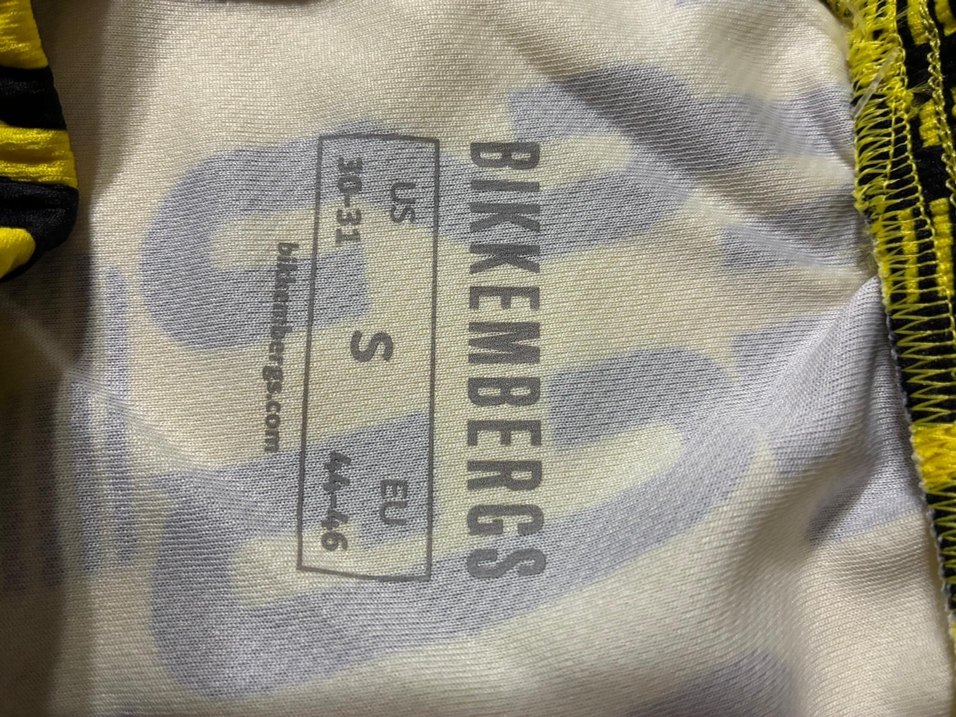 BIKKEMBERGS
US S EU
30-31 44-46
bikkembergs.com